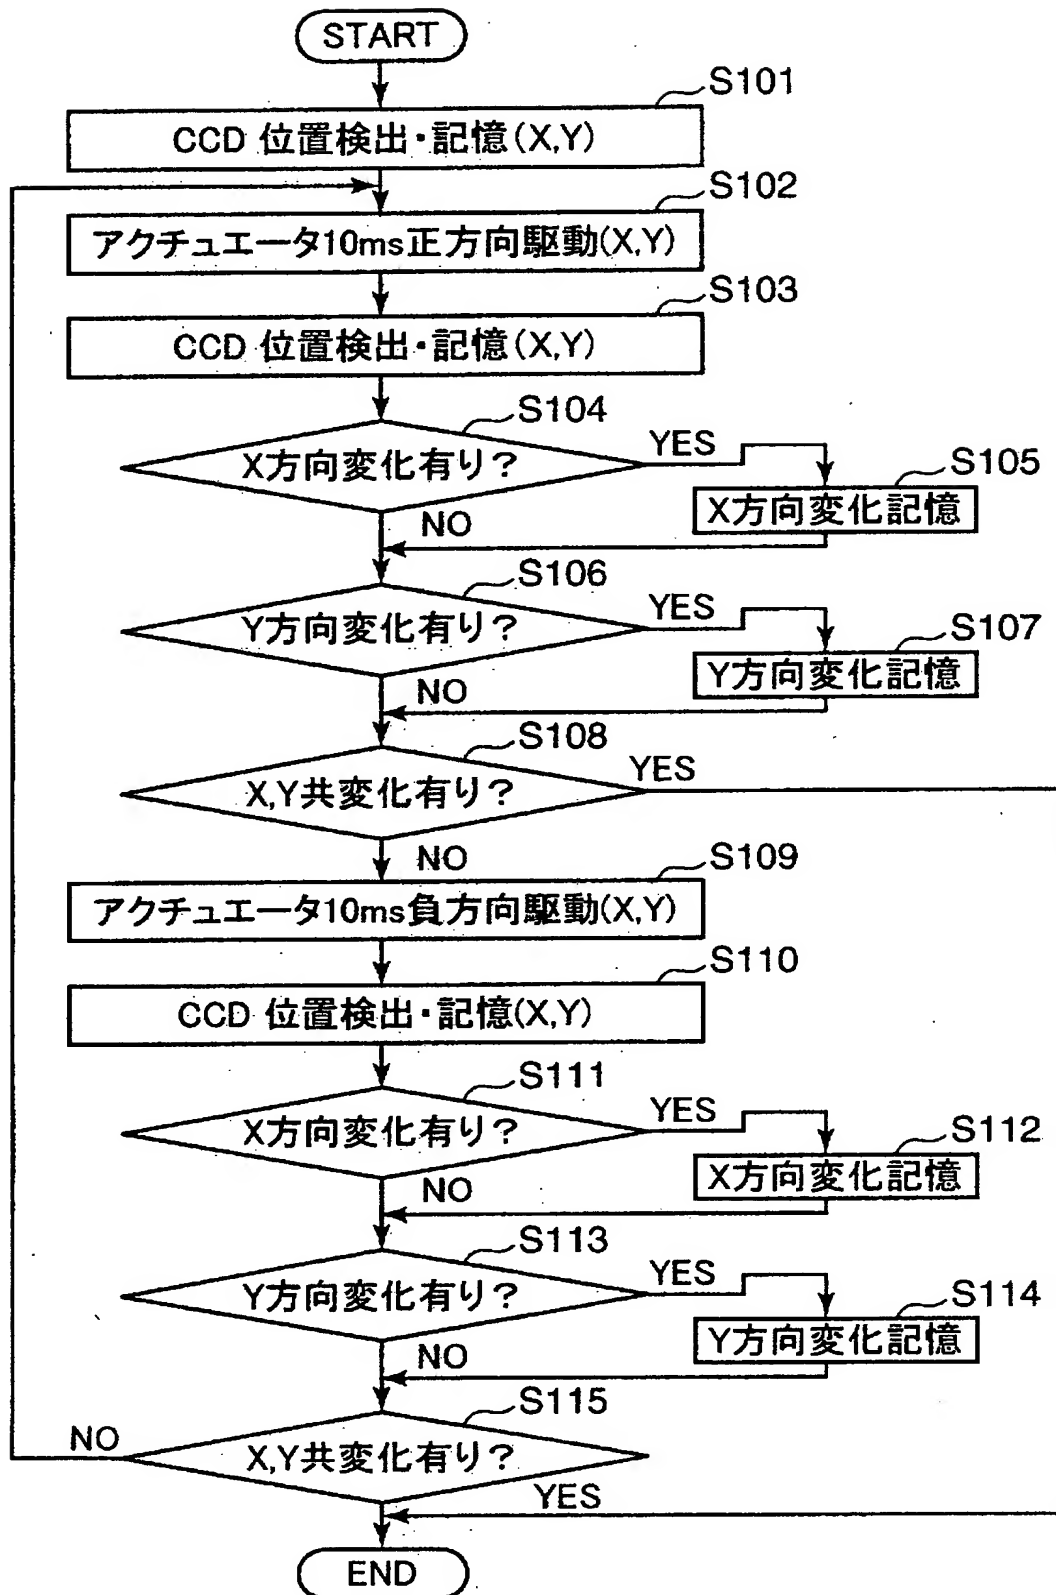 START
S101
CCD 位置検出・記憶(X,Y)
S102
アクチュエータ10ms正方向駆動(X,Y)
S103
CCD 位置検出・記憶(X,Y)
S104
X方向変化有り?
YES
S105
X方向変化記憶
NO
S106
Y方向変化有り?
YES
S107
Y方向変化記憶
NO
S108
X,Y共変化有り?
YES
NO
S109
アクチュエータ10ms負方向駆動(X,Y)
S110
CCD 位置検出・記憶(X,Y)
S111
X方向変化有り?
YES
S112
X方向変化記憶
NO
S113
Y方向変化有り?
YES
S114
Y方向変化記憶
NO
S115
X,Y共変化有り?
NO
YES
END